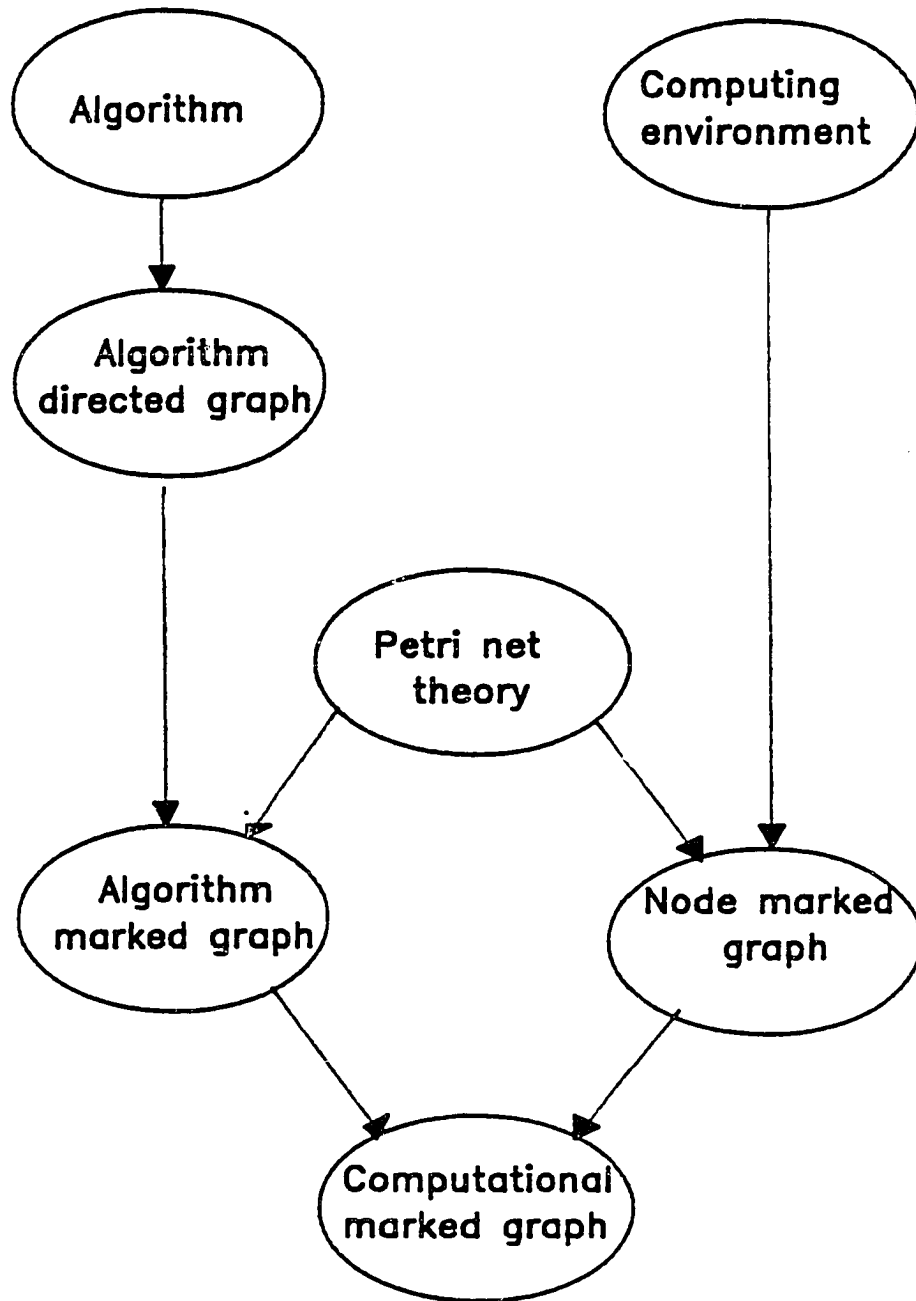 Algorithm
Computing
environment
Algorithm
directed graph
Petri net
theory
Algorithm
marked graph
Node marked
graph
Computational
marked graph